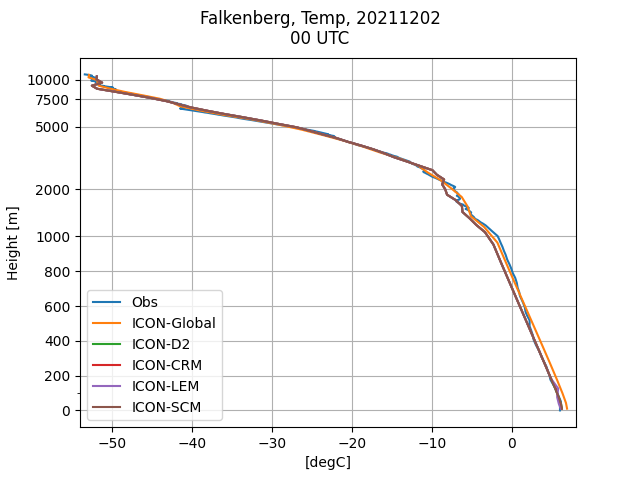 Falkenberg, Temp, 20211202
00 UTC
10000
7500
5000
2000
1000
800
600
400
200
0
Height [m]
Obs
ICON-Global
ICON-D2
ICON-CRM
ICON-LEM
ICON-SCM
−50
−40
−30
−20
−10
0
[degC]